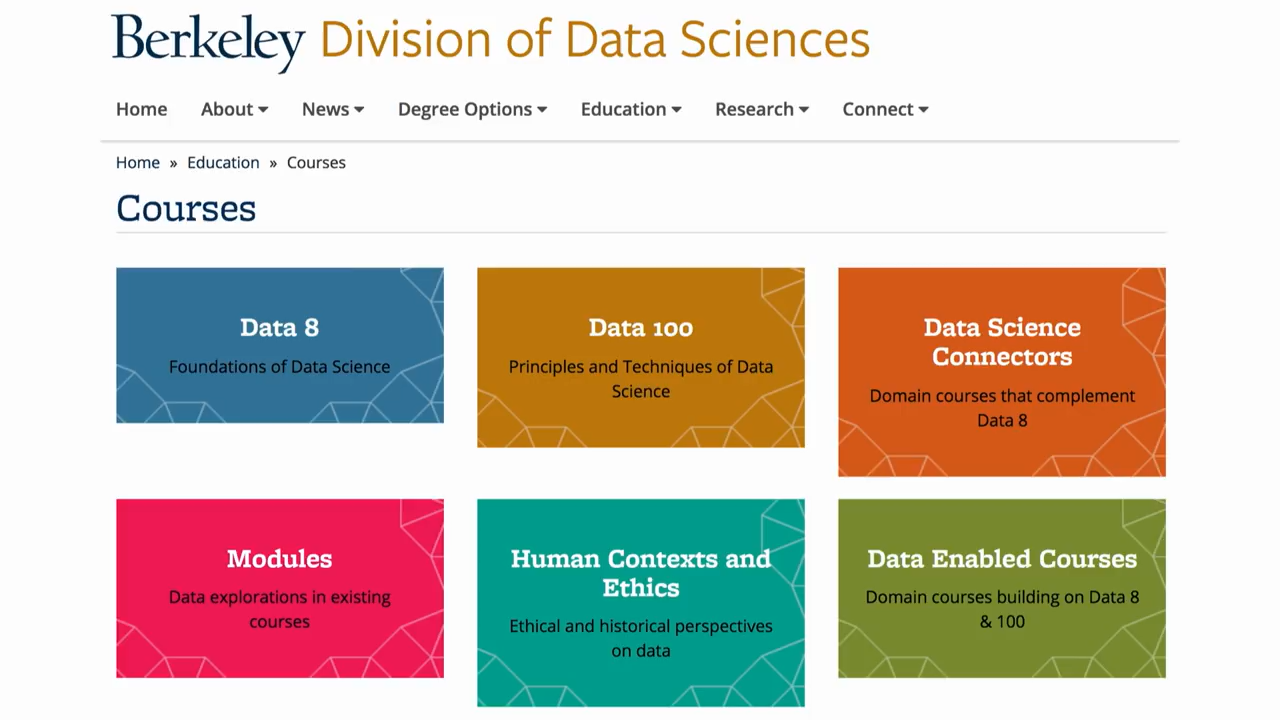 Berkeley Division of Data Sciences
Home About News Degree Options Education Research Connect
Home » Education » Courses
Courses
Data 8
Foundations of Data Science
Data 100
Principles and Techniques of Data
Science
Data Science
Connectors
Domain courses that complement
Data 8
Modules
Data explorations in existing
courses
Human Contexts and
Ethics
Ethical and historical perspectives
on data
Data Enabled Courses
Domain courses building on Data 8
& 100